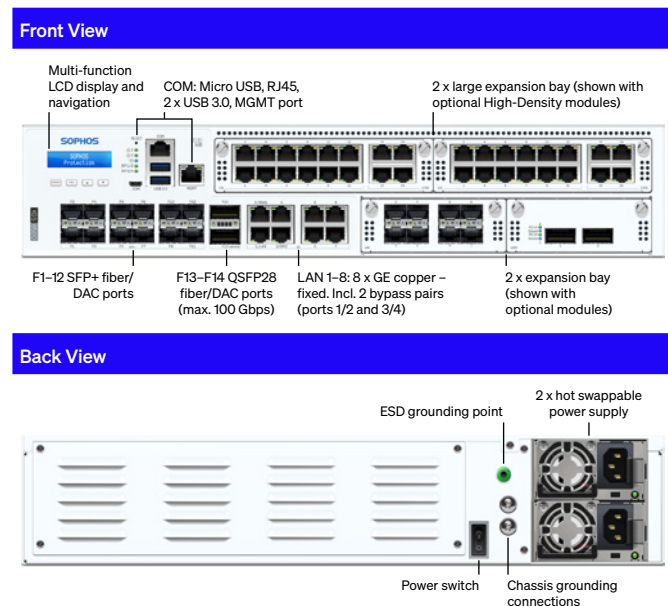 Front View
Multi-function
LCD display and
navigation
COM: Micro USB, RJ45,
2 x USB 3.0, MGMT port
2 x large expansion bay (shown with
optional High-Density modules)
SOPHOS
SOPHOS
Protection
F1–12 SFP+ fiber/
DAC ports
F13–F14 QSFP28
fiber/DAC ports
(max. 100 Gbps)
LAN 1–8: 8 x GE copper –
fixed. Incl. 2 bypass pairs
(ports 1/2 and 3/4)
2 x expansion bay
(shown with
optional modules)
Back View
ESD grounding point
2 x hot swappable
power supply
Power switch
Chassis grounding
connections